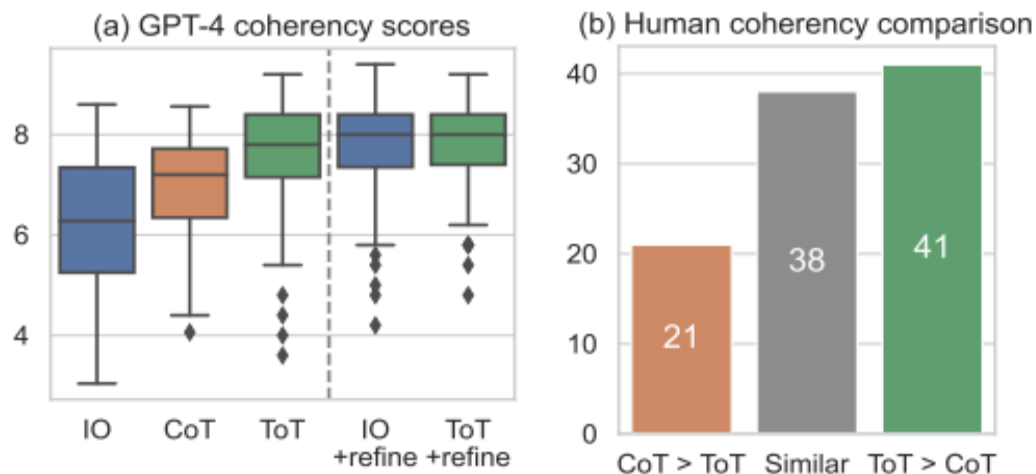 (a) GPT-4 coherency scores
8
6
4
IO CoT ToT IO ToT
+refine +refine
(b) Human coherency comparison
40
30
20
10
0
21
38
41
CoT > ToT Similar ToT > CoT